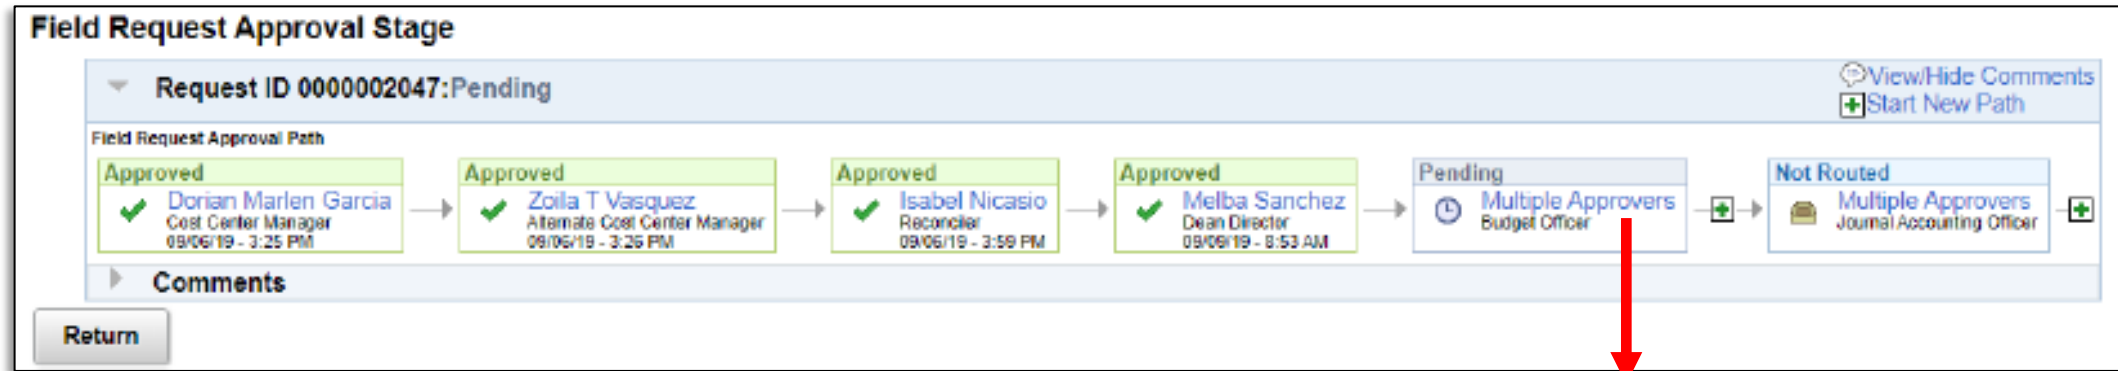 Field Request Approval Stage
Request ID 0000002047:Pending
View/Hide Comments
Start New Path
Field Request Approval Path
Approved
Dorian Marlen Garcia
Cost Center Manager
09/06/19 - 3:25 PM
Approved
Zoila T Vasquez
Alternate Cost Center Manager
09/06/19 - 3:26 PM
Approved
Isabel Nicasio
Reconciler
09/06/19 - 3:59 PM
Approved
Melba Sanchez
Dean Director
09/09/19 - 8:53 AM
Pending
Multiple Approvers
Budget Officer
Not Routed
Multiple Approvers
Journal Accounting Officer
Comments
Return